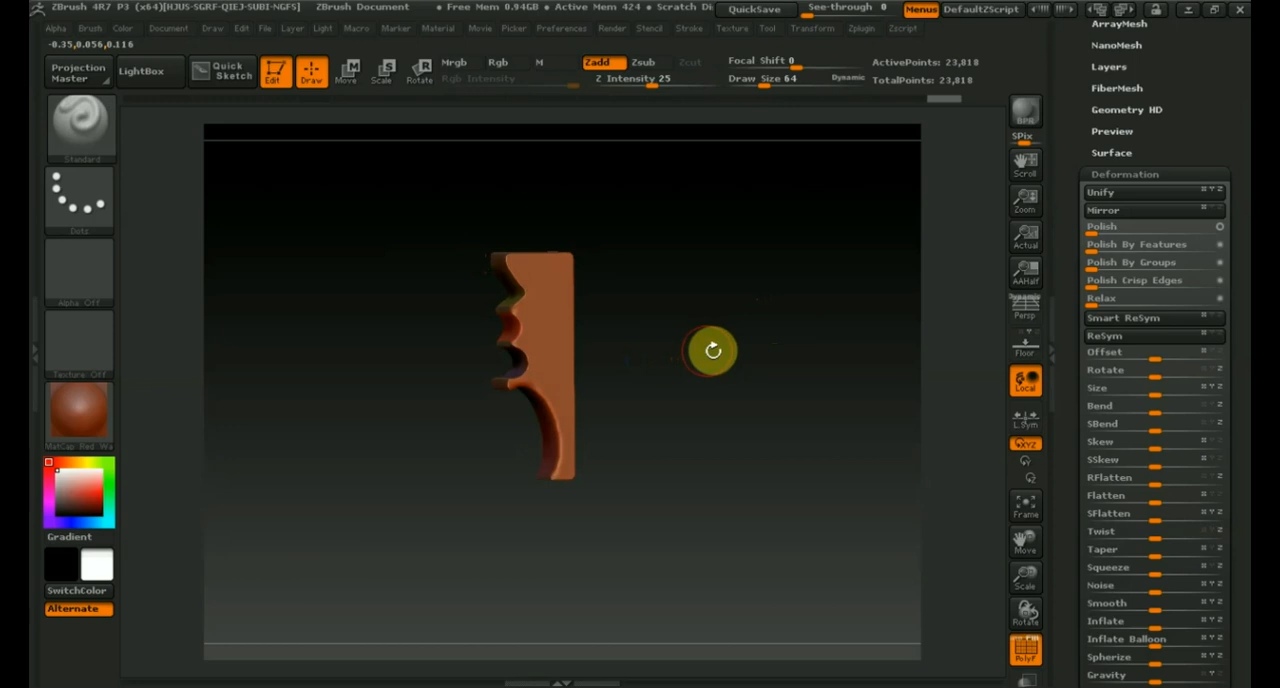 ZBrush 4R7 P3 (x64)[HJUS-SGRF-QIEJ-SUBI-NGFS] ZBrush Document • Free Mem 0.94GB • Active Mem 424 • Scratch Di QuickSave See-through 0 Menus DefaultZScript
Alpha Brush Color Document Draw Edit File Layer Light Macro Marker Material Movie Picker Preferences Render Stencil Stroke Texture Tool Transform Zplugin Zscript
-0.35,0.056,0.116
Projection Master
LightBox
Quick Sketch
Edit
Draw
Move
Scale
Rotate
Mrgb Rgb M
Rgb Intensity
Zadd Zsub Zcut
Z Intensity 25
Focal Shift 0
Draw Size 64 Dynamic
ActivePoints: 23,818
TotalPoints: 23,818
Standard
Dots
Alpha Off
Texture Off
MatCap Red Wa
Gradient
SwitchColor
Alternate
BPR
SPix
Scroll
Zoom
Actual
AAHalf
Dynamic
Persp
Floor
Local
L.Sym
XYZ
Frame
Move
Scale
Rotate
PolyF
ArrayMesh
NanoMesh
Layers
FiberMesh
Geometry HD
Preview
Surface
Deformation
Unify
Mirror
Polish
Polish By Features
Polish By Groups
Polish Crisp Edges
Relax
Smart ReSym
ReSym
Offset
Rotate
Size
Bend
SBend
Skew
SSkew
RFlatten
Flatten
SFlatten
Twist
Taper
Squeeze
Noise
Smooth
Inflate
Inflate Balloon
Spherize
Gravity